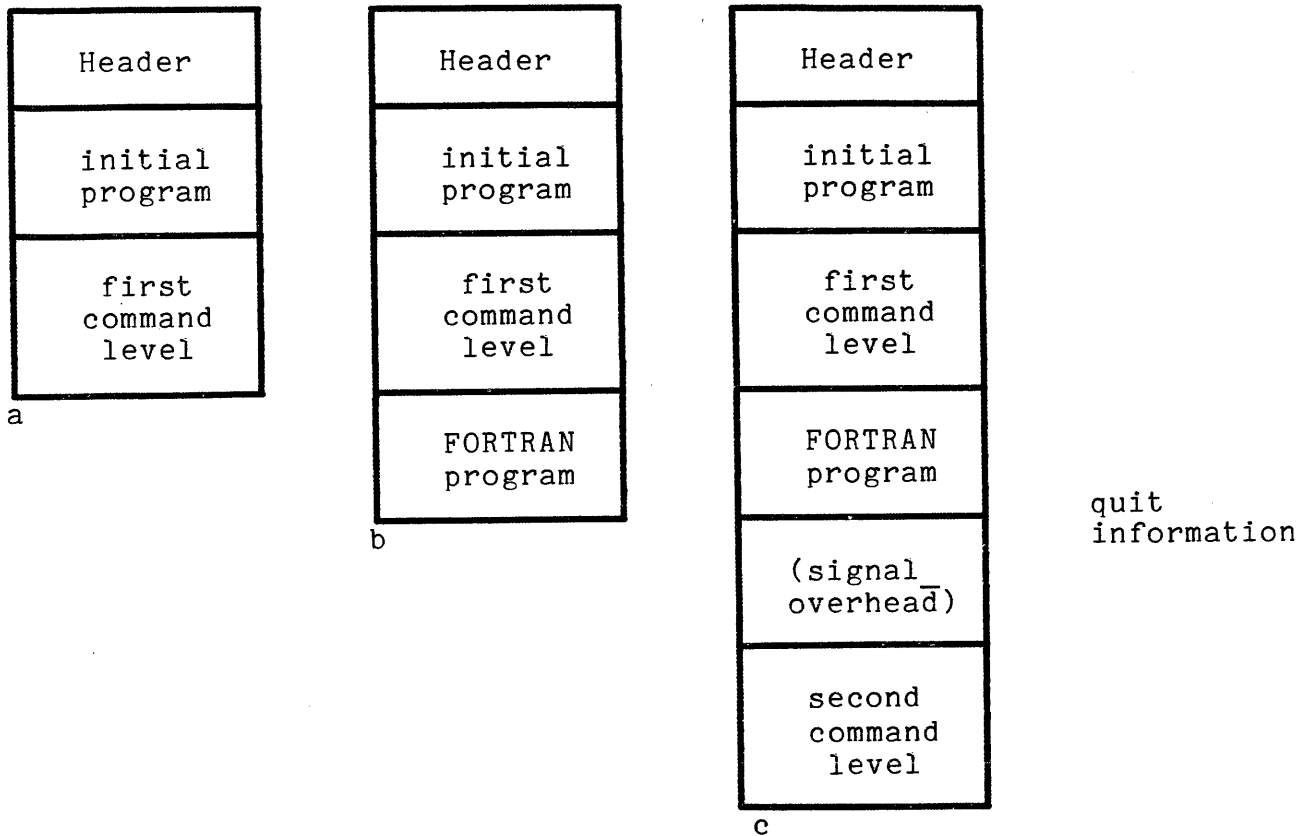 Header
initial
program
first
command
level
a
Header
initial
program
first
command
level
FORTRAN
program
b
Header
initial
program
first
command
level
FORTRAN
program
(signal_
overhead)
second
command
level
c
quit
information